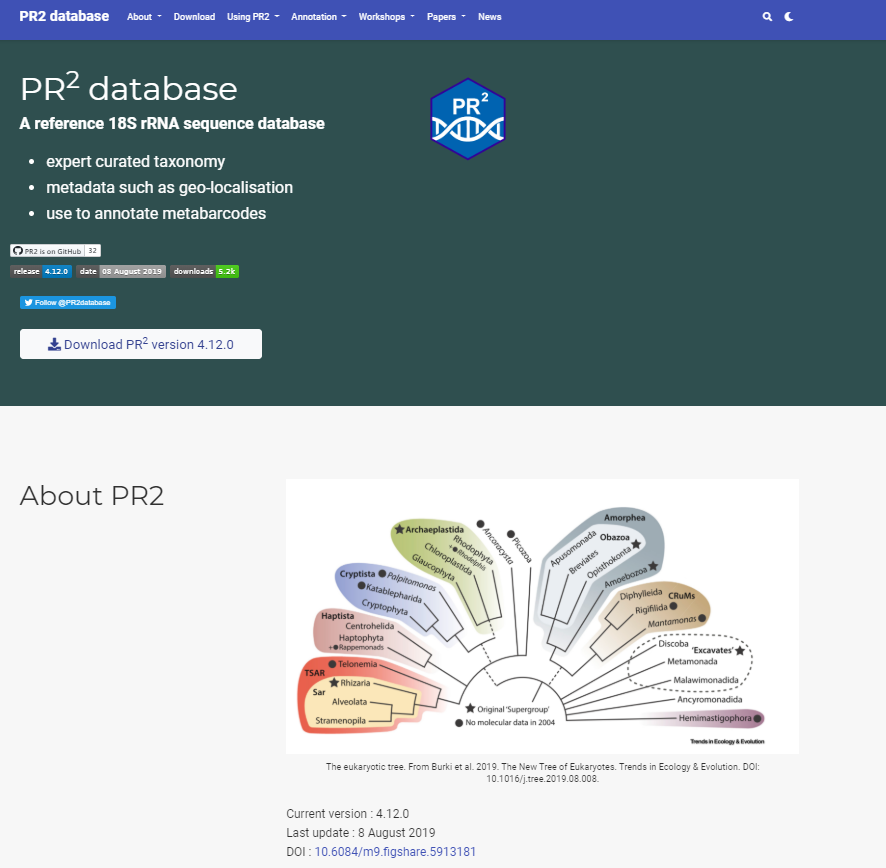 PR2 database About Download Using PR2 Annotation Workshops Papers News
PR2 database
PR2
A reference 18S rRNA sequence database
expert curated taxonomy
metadata such as geo-localisation
use to annotate metabarcodes
PR2 is on GitHub 32
release 4.12.0 date 08 August 2019 downloads 5.2k
Follow @PR2database
Download PR2 version 4.12.0
About PR2
Amorphea
Obazoa
Apusomonada
Breviates
Opisthokonta
Amoebozoa
Picozoa
Ancoracysta
Archaeplastida
Rhodophyta
+Rhodelphis
Chloroplastida
Glaucophyta
Cryptista
Palpitomonas
Katablepharida
Cryptophyta
Haptista
Centrohelida
Haptophyta
+Rappemonads
TSAR
Telonemia
Sar
Rhizaria
Alveolata
Stramenopila
Diphylleida
CRuMs
Rigifilida
Mantamonas
Discoba
'Excavates'
Metamonada
Malawimonadida
Ancyromonadida
Hemimastigophora
Original 'Supergroup'
No molecular data in 2004
Trends in Ecology & Evolution
The eukaryotic tree. From Burki et al. 2019. The New Tree of Eukaryotes. Trends in Ecology & Evolution. DOI:
10.1016/j.tree.2019.08.008.
Current version : 4.12.0
Last update : 8 August 2019
DOI : 10.6084/m9.figshare.5913181